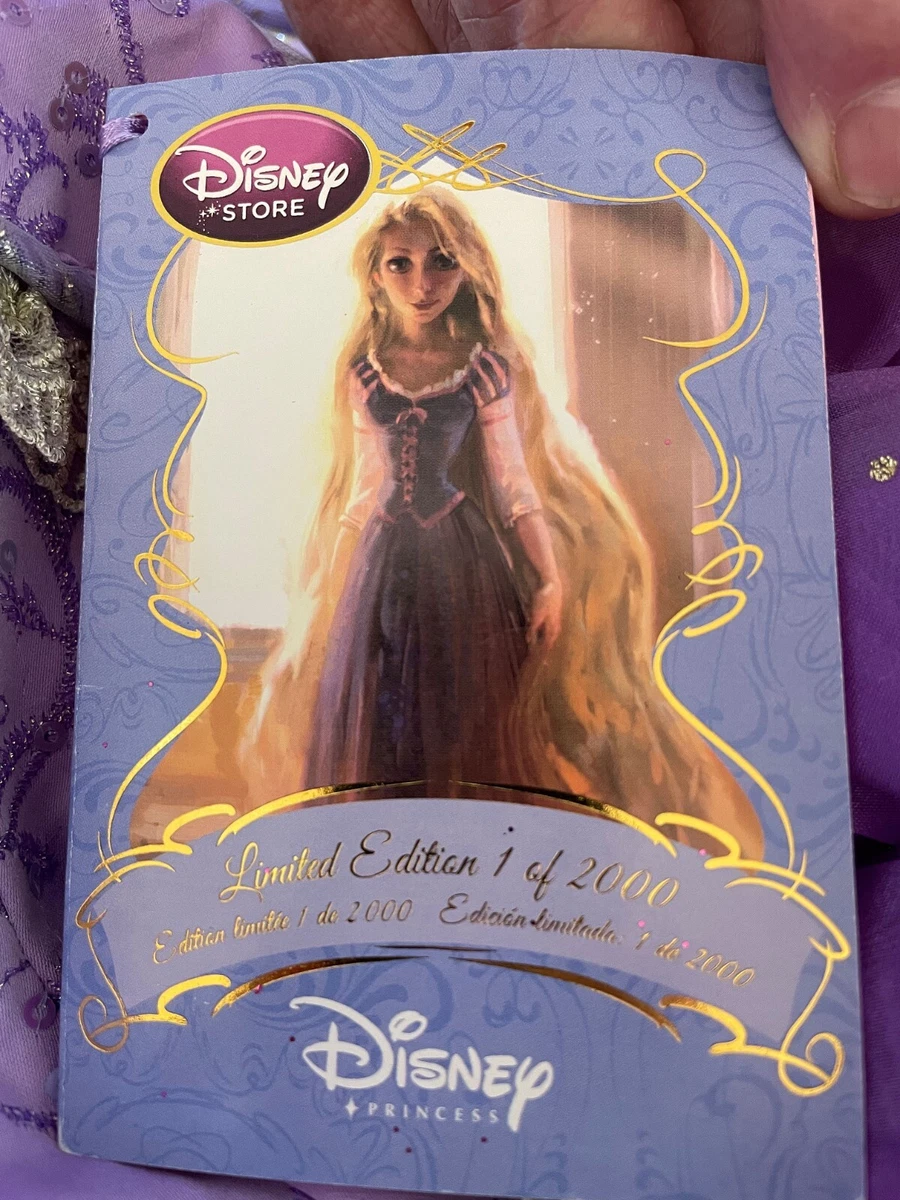 Disney
STORE
Limited Edition 1 of 2000
Edition limitée 1 de 2000 Edición limitada: 1 de 2000
Disney
PRINCESS